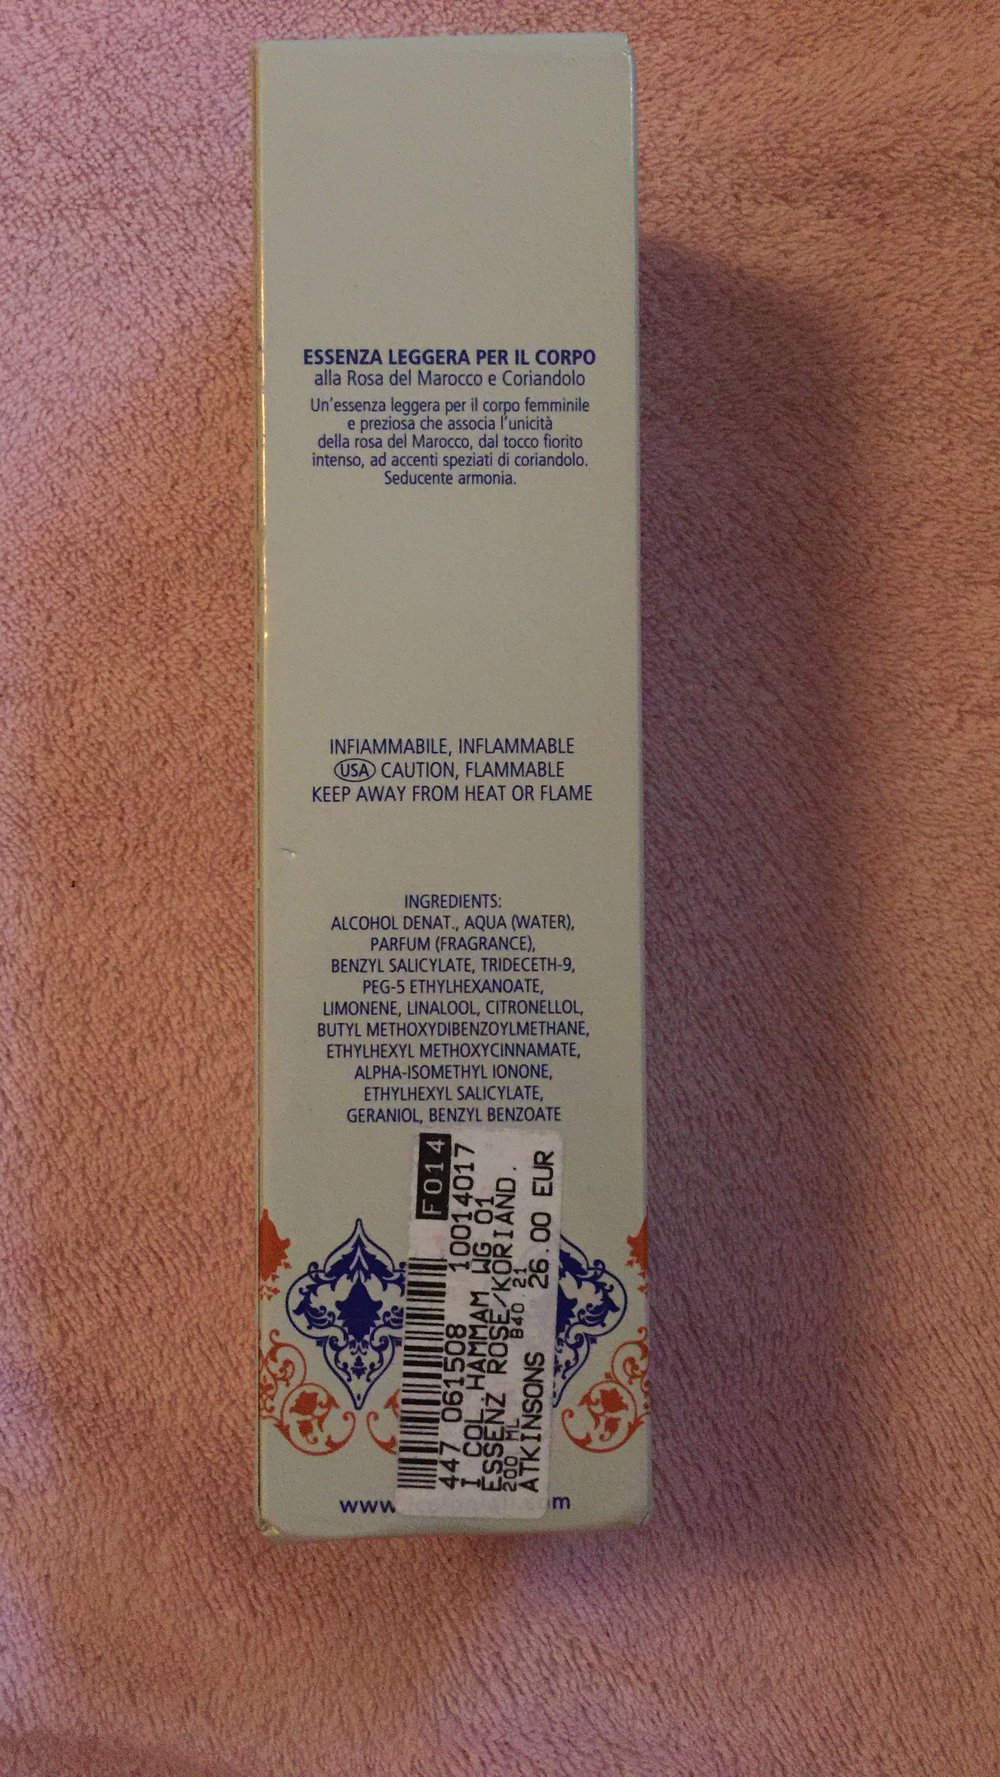 ESSENZA LEGGERA PER IL CORPO
alla Rosa del Marocco e Coriandolo
Un'essenza leggera per il corpo femminile
e preziosa che associa l'unicità
della rosa del Marocco, dal tocco fiorito
intenso, ad accenti speziati di coriandolo.
Seducente armonia.
INFIAMMABILE, INFLAMMABLE
USA CAUTION, FLAMMABLE
KEEP AWAY FROM HEAT OR FLAME
INGREDIENTS:
ALCOHOL DENAT., AQUA (WATER),
PARFUM (FRAGRANCE),
BENZYL SALICYLATE, TRIDECETH-9,
PEG-5 ETHYLHEXANOATE,
LIMONENE, LINALOOL, CITRONELLOL,
BUTYL METHOXYDIBENZOYLMETHANE,
ETHYLHEXYL METHOXYCINNAMATE,
ALPHA-ISOMETHYL IONONE,
ETHYLHEXYL SALICYLATE,
GERANIOL, BENZYL BENZOATE
F014
447 061508 10014017
I COL.HAMMAM WG 01
ESSENZ ROSE/KORIAND.
200 ML B40.21
ATKINSONS 26.00 EUR
www
m